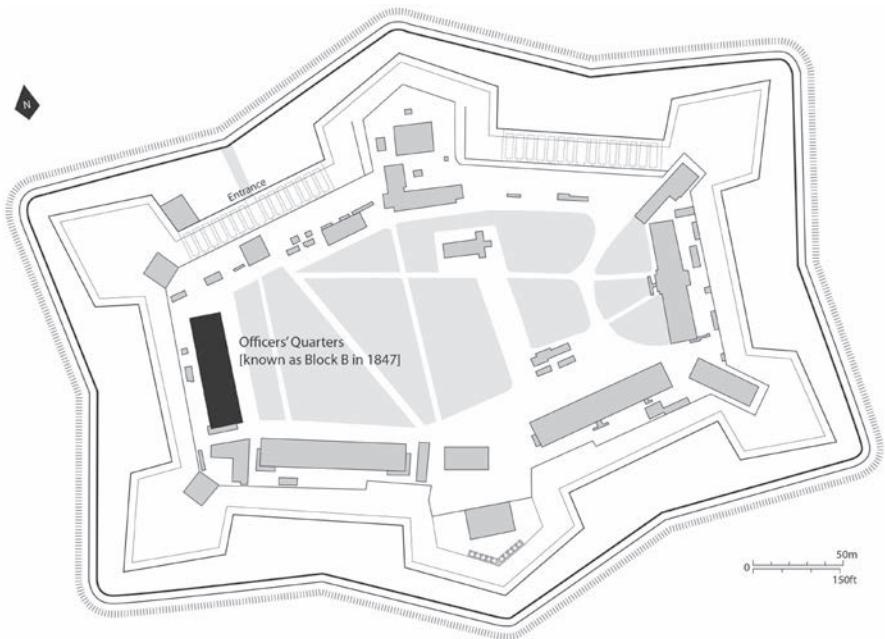 N
Entrance
Officers' Quarters
[known as Block B in 1847]
50m
0
150ft